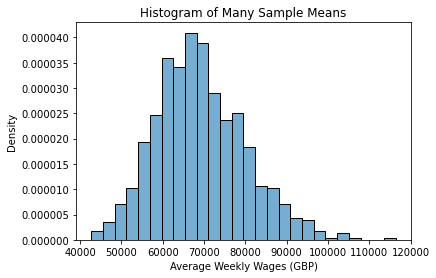 Histogram of Many Sample Means
0.000040
0.000035
0.000030
0.000025
0.000020
0.000015
0.000010
0.000005
0.000000
Density
40000 50000 60000 70000 80000 90000 100000 110000 120000
Average Weekly Wages (GBP)